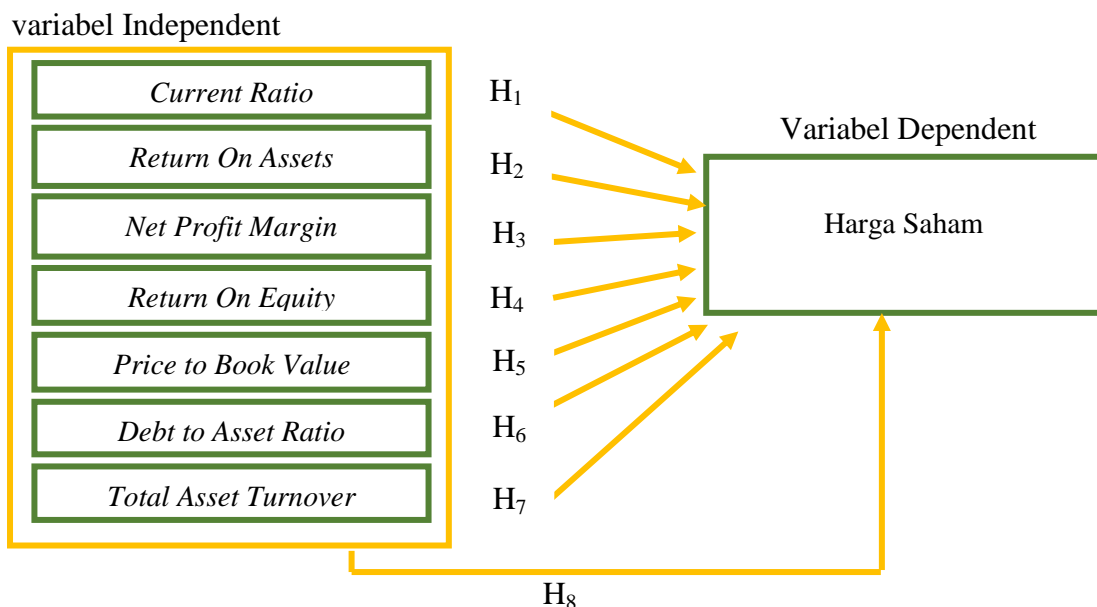 variabel Independent
Current Ratio
H₁
Return On Assets
H₂
Net Profit Margin
H₃
Return On Equity
H₄
Price to Book Value
H₅
Debt to Asset Ratio
H₆
Total Asset Turnover
H₇
Variabel Dependent
Harga Saham
H₈